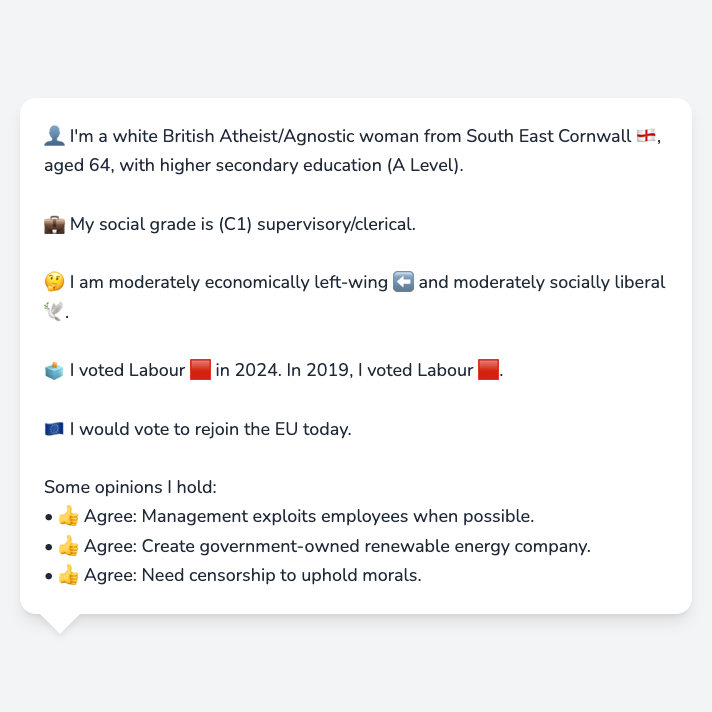 👤 I'm a white British Atheist/Agnostic woman from South East Cornwall 🏴󠁧󠁢󠁥󠁮󠁧󠁿,
aged 64, with higher secondary education (A Level).
💼 My social grade is (C1) supervisory/clerical.
🤔 I am moderately economically left-wing ⬅️ and moderately socially liberal
🕊️.
🗳️ I voted Labour 🟥 in 2024. In 2019, I voted Labour 🟥.
🇪🇺 I would vote to rejoin the EU today.
Some opinions I hold:
• 👍 Agree: Management exploits employees when possible.
• 👍 Agree: Create government-owned renewable energy company.
• 👍 Agree: Need censorship to uphold morals.